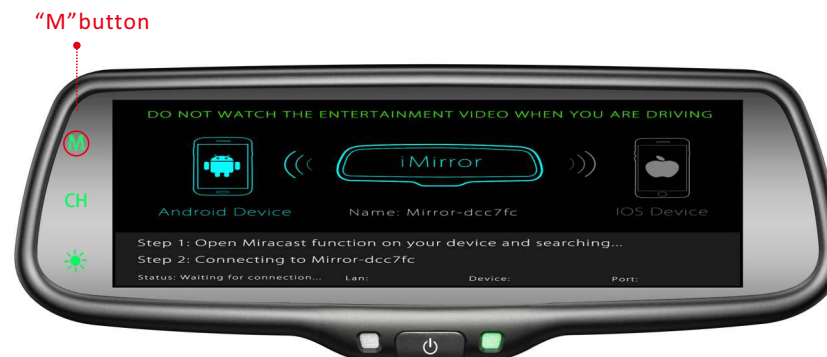 “M”button
DO NOT WATCH THE ENTERTAINMENT VIDEO WHEN YOU ARE DRIVING
M
iMirror
CH
Android Device
Name: Mirror-dcc7fc
IOS Device
Step 1: Open Miracast function on your device and searching...
Step 2: Connecting to Mirror-dcc7fc
Status: Waiting for connection... Lan: Device: Port: